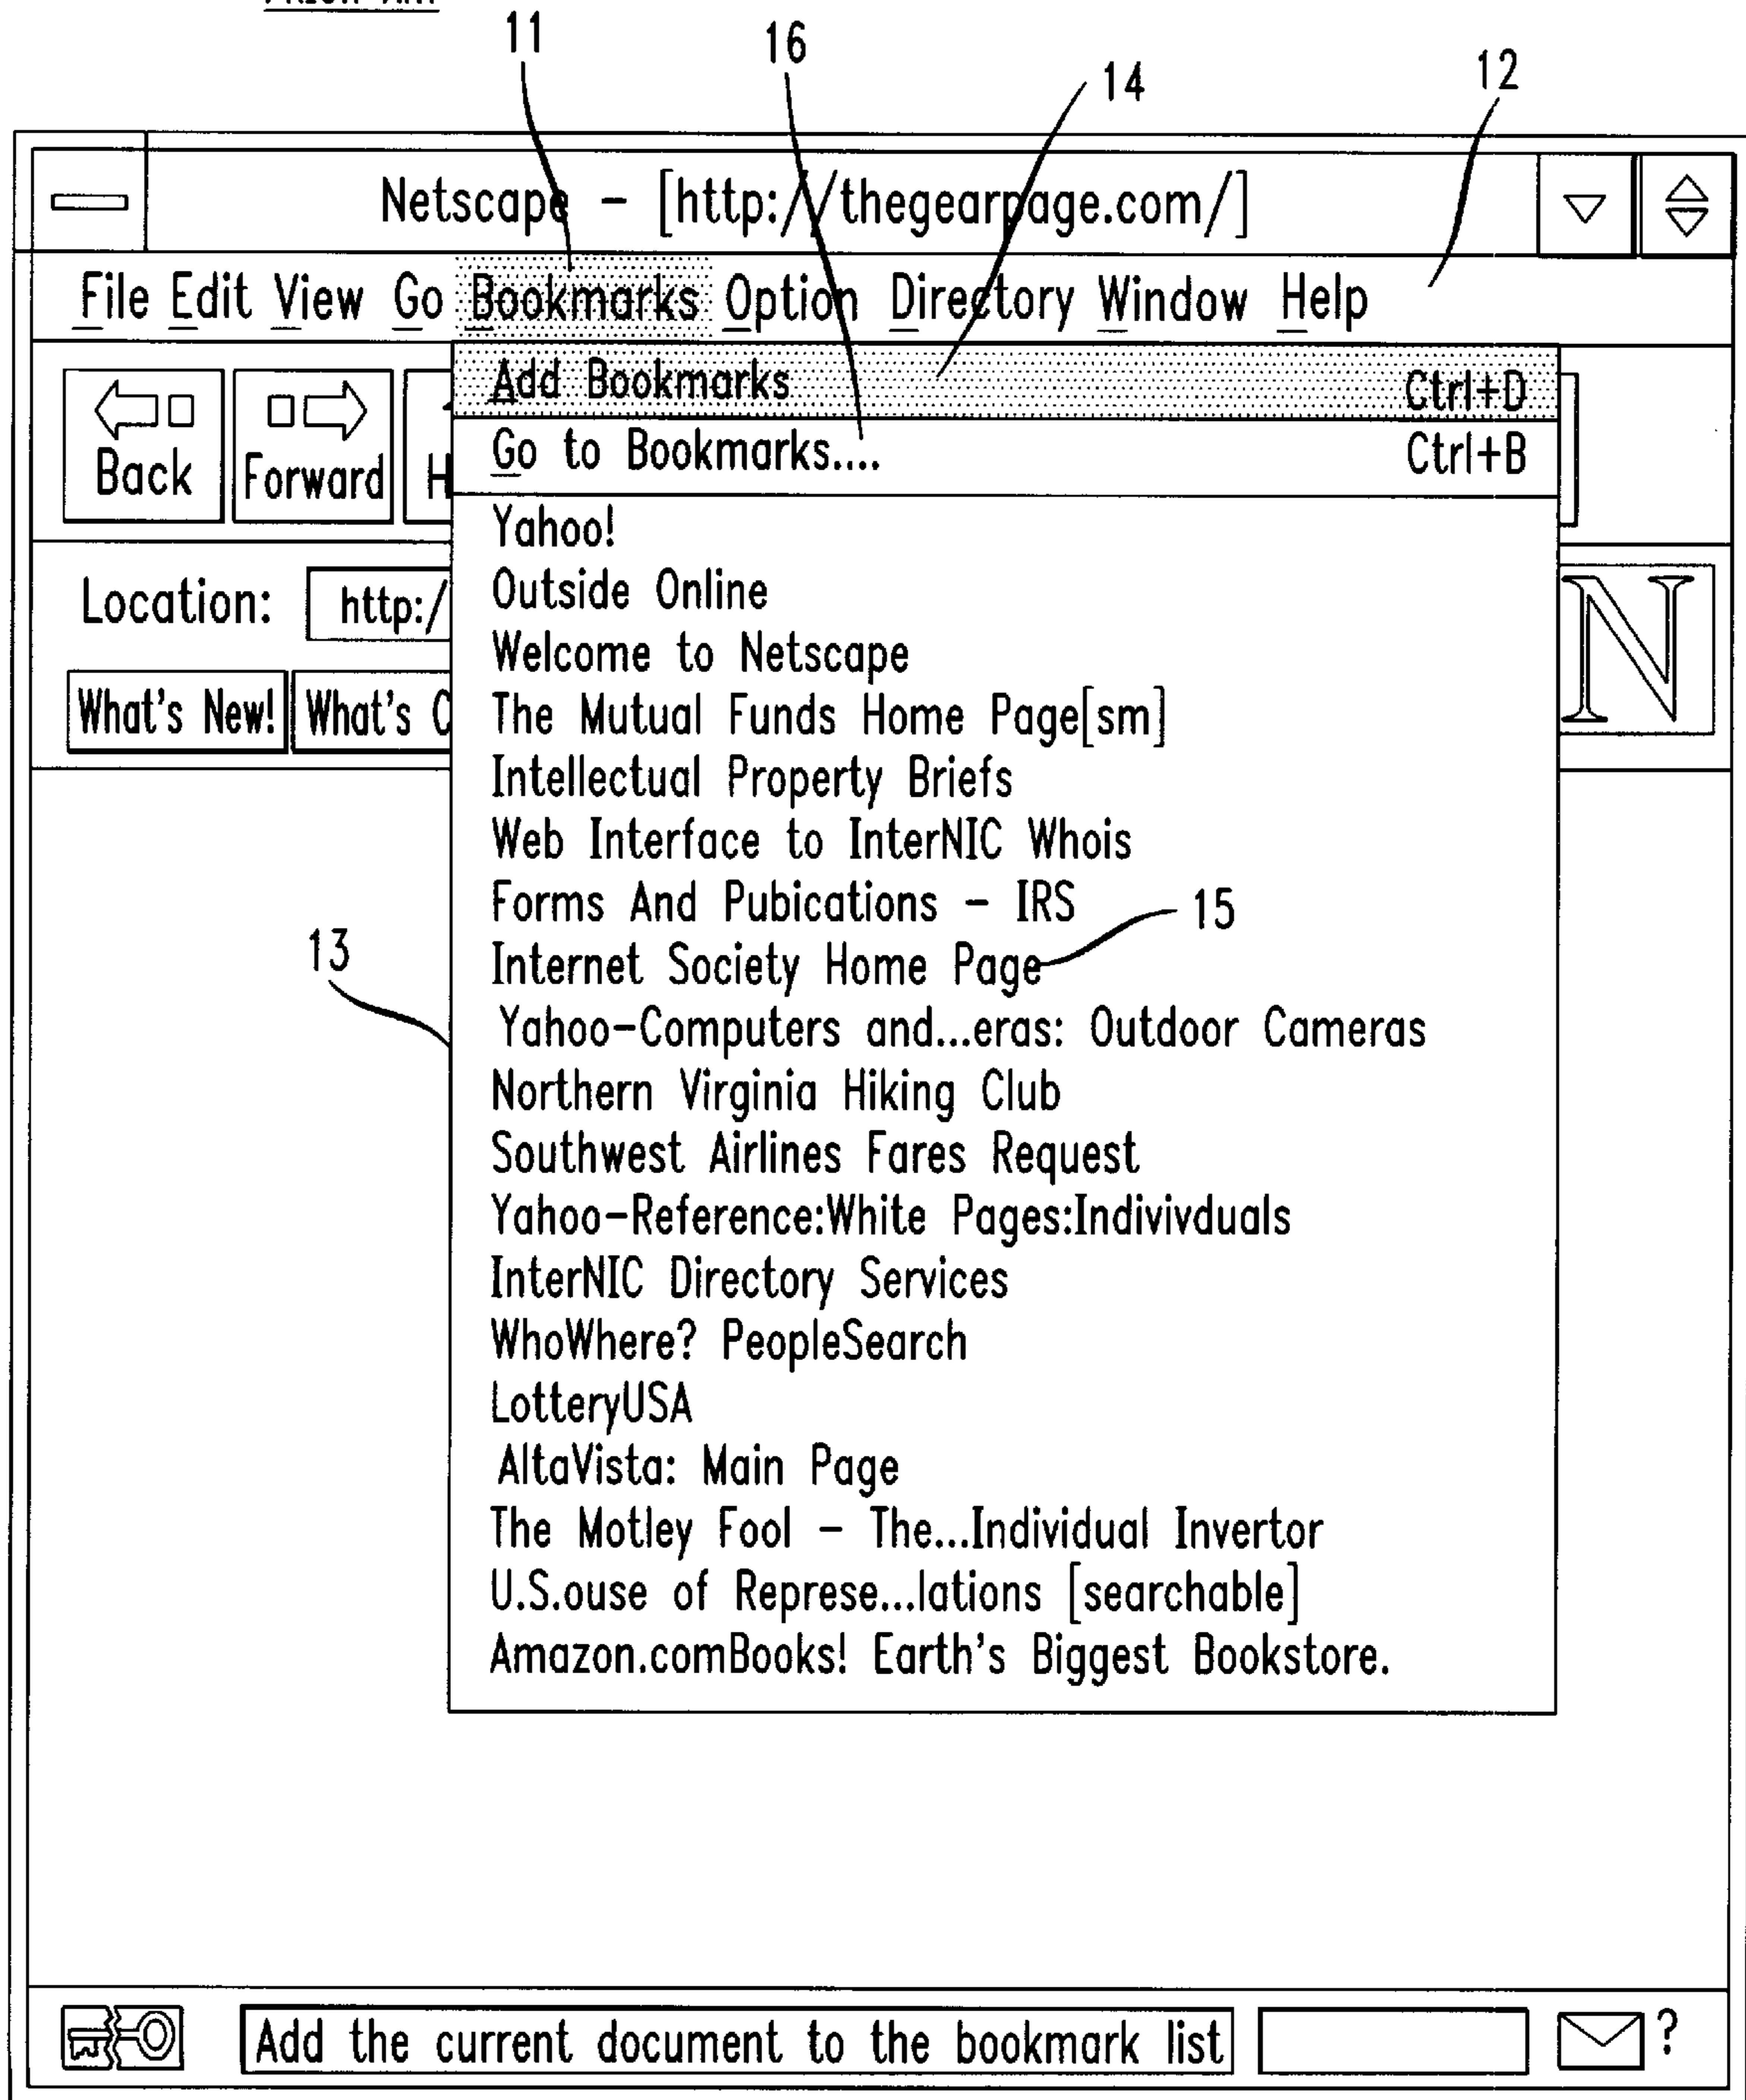 11
16
14
12
Netscape - [http://thegearpage.com/]
File Edit View Go Bookmarks Option Directory Window Help
Add Bookmarks Ctrl+D
Go to Bookmarks.... Ctrl+B
Back Forward H
Yahoo!
Outside Online
Location: http:/
N
Welcome to Netscape
What's New! What's C
The Mutual Funds Home Page[sm]
Intellectual Property Briefs
Web Interface to InterNIC Whois
Forms And Pubications - IRS
15
13
Internet Society Home Page
Yahoo-Computers and...eras: Outdoor Cameras
Northern Virginia Hiking Club
Southwest Airlines Fares Request
Yahoo-Reference:White Pages:Indivivduals
InterNIC Directory Services
WhoWhere? PeopleSearch
LotteryUSA
AltaVista: Main Page
The Motley Fool - The...Individual Invertor
U.S.ouse of Represe...lations [searchable]
Amazon.comBooks! Earth's Biggest Bookstore.
Add the current document to the bookmark list
?